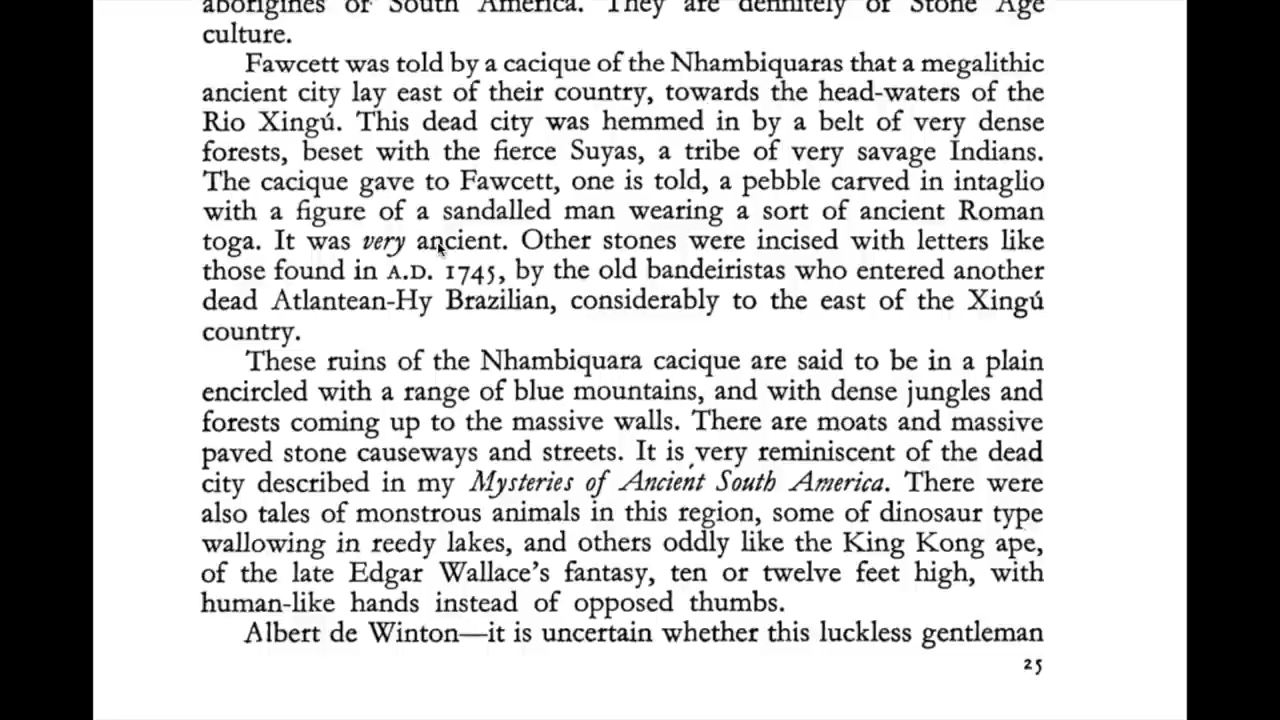 aborigines of South America. They are definitely of Stone Age
culture.
Fawcett was told by a cacique of the Nhambiquaras that a megalithic
ancient city lay east of their country, towards the head-waters of the
Rio Xingú. This dead city was hemmed in by a belt of very dense
forests, beset with the fierce Suyas, a tribe of very savage Indians.
The cacique gave to Fawcett, one is told, a pebble carved in intaglio
with a figure of a sandalled man wearing a sort of ancient Roman
toga. It was very ancient. Other stones were incised with letters like
those found in A.D. 1745, by the old bandeiristas who entered another
dead Atlantean-Hy Brazilian, considerably to the east of the Xingú
country.
These ruins of the Nhambiquara cacique are said to be in a plain
encircled with a range of blue mountains, and with dense jungles and
forests coming up to the massive walls. There are moats and massive
paved stone causeways and streets. It is very reminiscent of the dead
city described in my Mysteries of Ancient South America. There were
also tales of monstrous animals in this region, some of dinosaur type
wallowing in reedy lakes, and others oddly like the King Kong ape,
of the late Edgar Wallace's fantasy, ten or twelve feet high, with
human-like hands instead of opposed thumbs.
Albert de Winton—it is uncertain whether this luckless gentleman
25